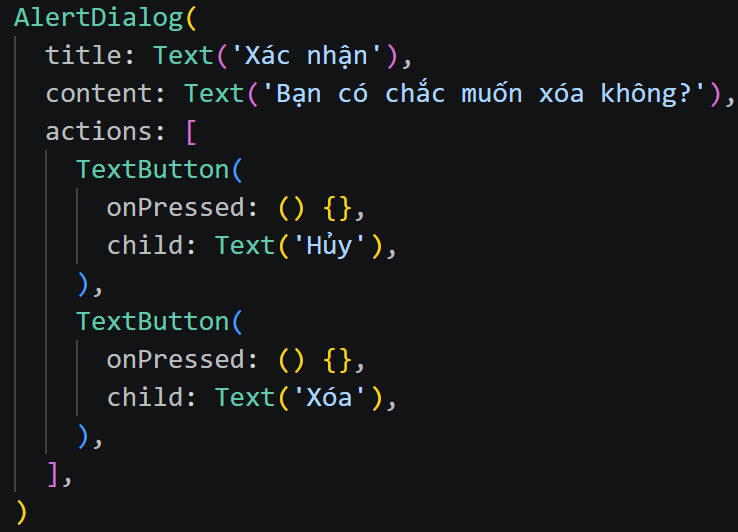 AlertDialog(
  title: Text('Xác nhận'),
  content: Text('Bạn có chắc muốn xóa không?'),
  actions: [
    TextButton(
      onPressed: () {},
      child: Text('Hủy'),
    ),
    TextButton(
      onPressed: () {},
      child: Text('Xóa'),
    ),
  ],
)